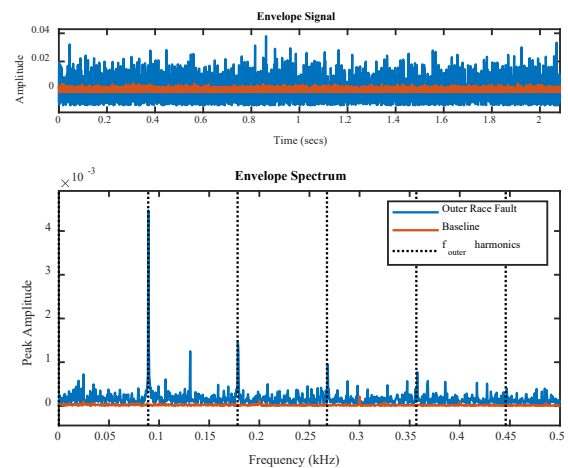 Envelope Signal
0.04
0.02
0
Amplitude
0 0.2 0.4 0.6 0.8 1 1.2 1.4 1.6 1.8 2
Time (secs)
× 10 -3
Envelope Spectrum
Outer Race Fault
Baseline
f outer harmonics
4
3
2
1
0
Peak Amplitude
0 0.05 0.1 0.15 0.2 0.25 0.3 0.35 0.4 0.45 0.5
Frequency (kHz)